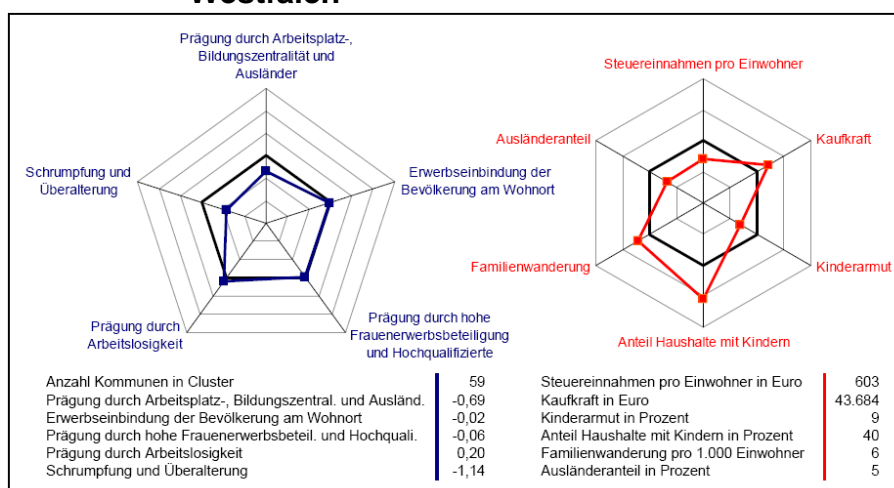 Westfalen
Prägung durch Arbeitsplatz-,
Bildungszentralität und
Ausländer
Schrumpfung und
Überalterung
Erwerbseinbindung der
Bevölkerung am Wohnort
Prägung durch
Arbeitslosigkeit
Prägung durch hohe
Frauenerwerbsbeteiligung
und Hochqualifizierte
Steuereinnahmen pro Einwohner
Ausländeranteil
Kaufkraft
Familienwanderung
Kinderarmut
Anteil Haushalte mit Kindern
Anzahl Kommunen in Cluster 59
Prägung durch Arbeitsplatz-, Bildungszentral. und Ausländ. -0,69
Erwerbseinbindung der Bevölkerung am Wohnort -0,02
Prägung durch hohe Frauenerwerbsbeteil. und Hochquali. -0,06
Prägung durch Arbeitslosigkeit 0,20
Schrumpfung und Überalterung -1,14
Steuereinnahmen pro Einwohner in Euro 603
Kaufkraft in Euro 43.684
Kinderarmut in Prozent 9
Anteil Haushalte mit Kindern in Prozent 40
Familienwanderung pro 1.000 Einwohner 6
Ausländeranteil in Prozent 5